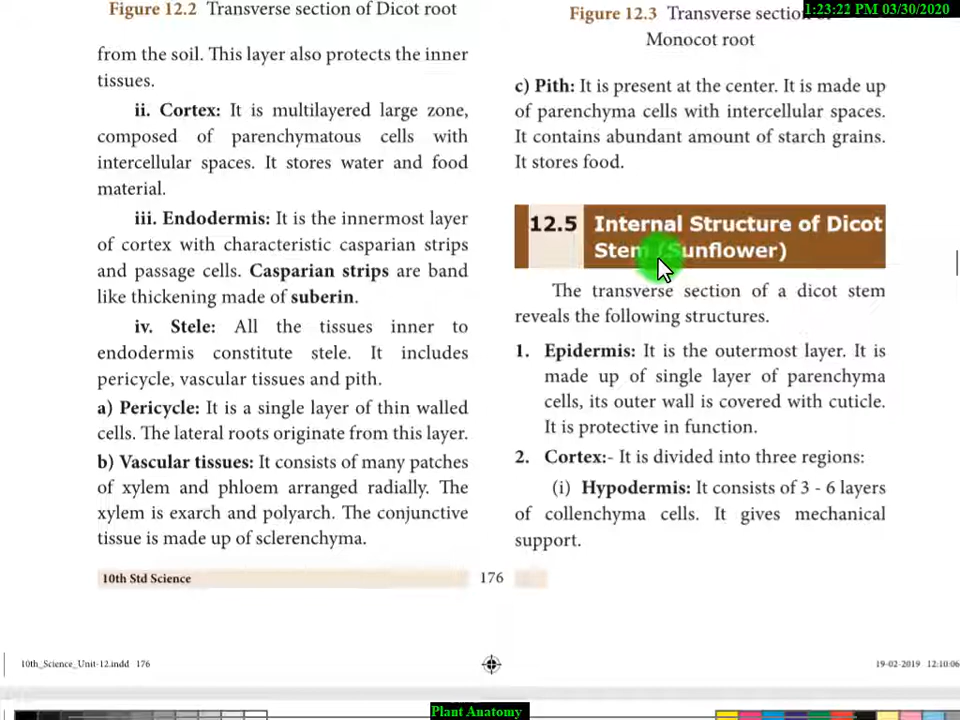 1:23:22 PM 03/30/2020
Figure 12.2 Transverse section of Dicot root
from the soil. This layer also protects the inner
tissues.
ii. Cortex: It is multilayered large zone,
composed of parenchymatous cells with
intercellular spaces. It stores water and food
material.
iii. Endodermis: It is the innermost layer
of cortex with characteristic casparian strips
and passage cells. Casparian strips are band
like thickening made of suberin.
iv. Stele: All the tissues inner to
endodermis constitute stele. It includes
pericycle, vascular tissues and pith.
a) Pericycle: It is a single layer of thin walled
cells. The lateral roots originate from this layer.
b) Vascular tissues: It consists of many patches
of xylem and phloem arranged radially. The
xylem is exarch and polyarch. The conjunctive
tissue is made up of sclerenchyma.
Figure 12.3 Transverse section
Monocot root
c) Pith: It is present at the center. It is made up
of parenchyma cells with intercellular spaces.
It contains abundant amount of starch grains.
It stores food.
12.5 Internal Structure of Dicot
Stem (Sunflower)
The transverse section of a dicot stem
reveals the following structures.
1. Epidermis: It is the outermost layer. It is
made up of single layer of parenchyma
cells, its outer wall is covered with cuticle.
It is protective in function.
2. Cortex:- It is divided into three regions:
(i) Hypodermis: It consists of 3 - 6 layers
of collenchyma cells. It gives mechanical
support.
10th Std Science
176
10th_Science_Unit-12.indd 176
19-02-2019 12:10:06
Plant Anatomy